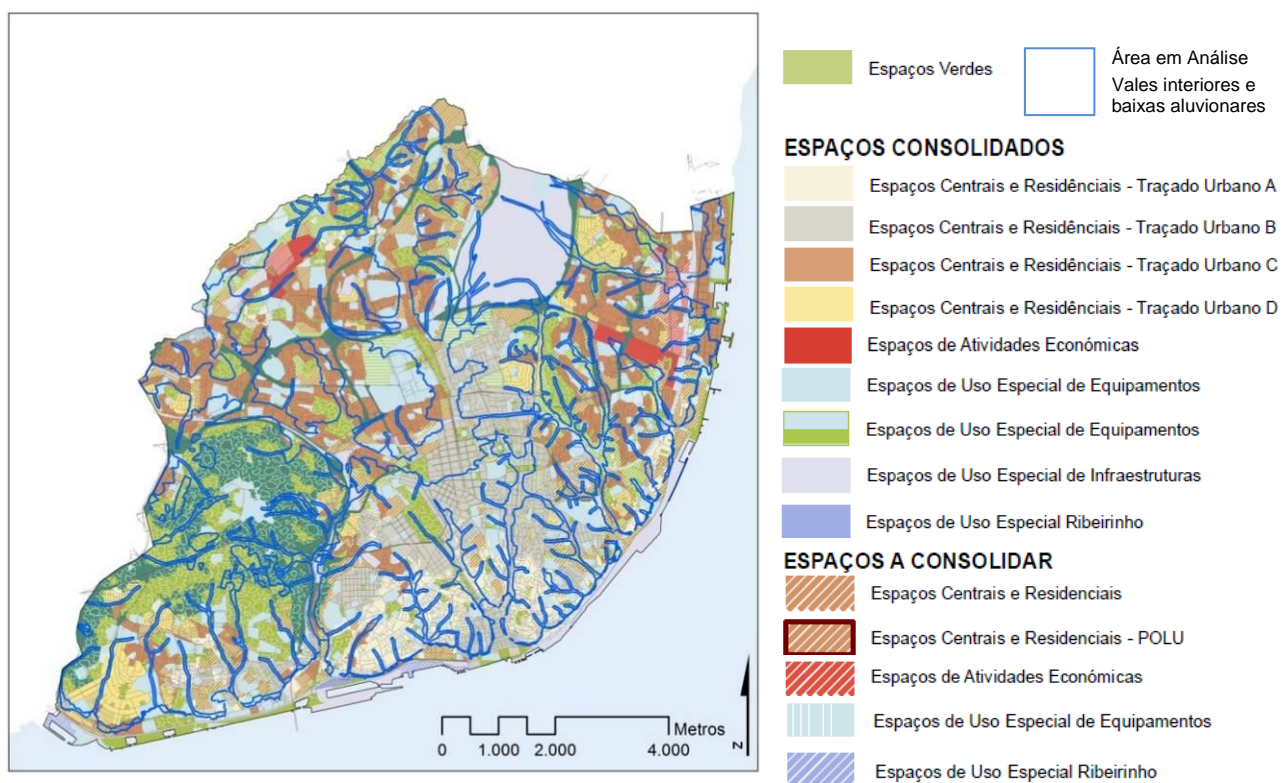 Espaços Verdes
Área em Análise
Vales interiores e
baixas aluvionares
ESPAÇOS CONSOLIDADOS
Espaços Centrais e Residênciais - Traçado Urbano A
Espaços Centrais e Residênciais - Traçado Urbano B
Espaços Centrais e Residênciais - Traçado Urbano C
Espaços Centrais e Residênciais - Traçado Urbano D
Espaços de Atividades Económicas
Espaços de Uso Especial de Equipamentos
Espaços de Uso Especial de Equipamentos
Espaços de Uso Especial de Infraestruturas
Espaços de Uso Especial Ribeirinho
ESPAÇOS A CONSOLIDAR
Espaços Centrais e Residenciais
Espaços Centrais e Residenciais - POLU
Espaços de Atividades Económicas
Espaços de Uso Especial de Equipamentos
Espaços de Uso Especial Ribeirinho
Metros
0 1.000 2.000 4.000
N